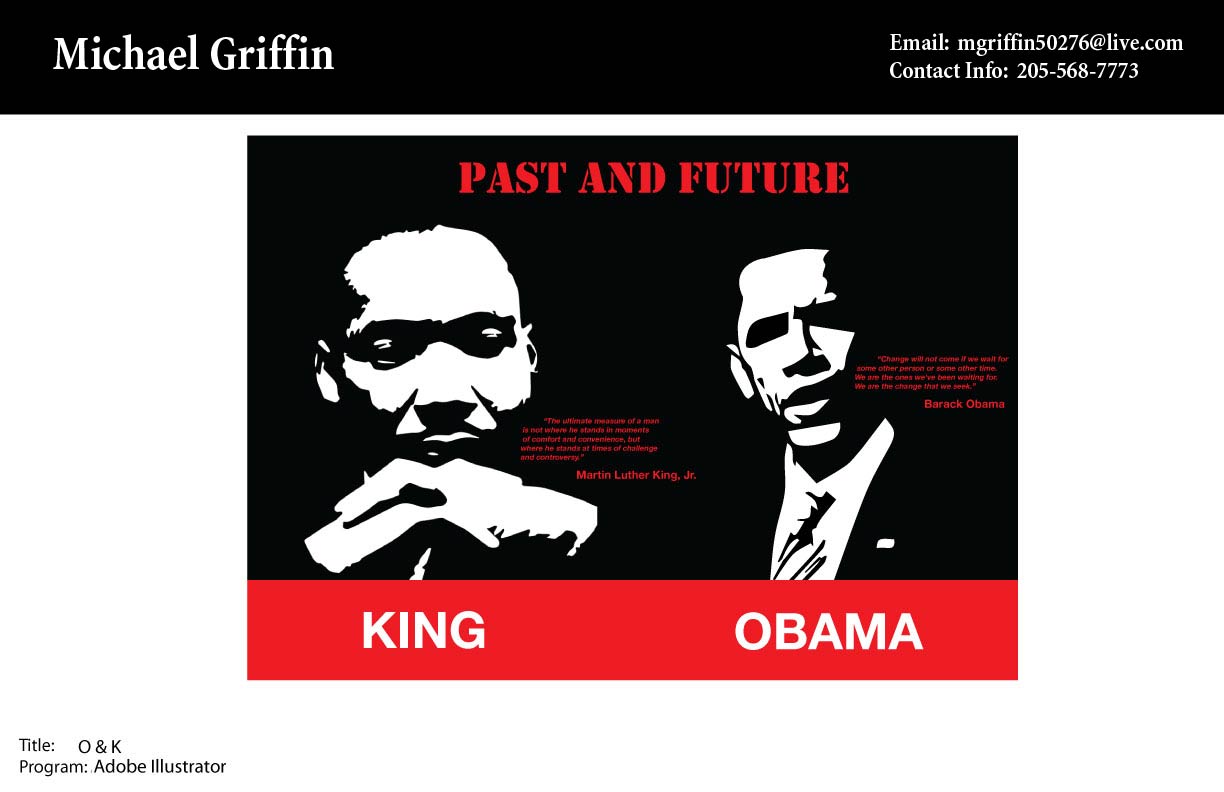 Michael Griffin
Email: mgriffin50276@live.com
Contact Info: 205-568-7773
PAST AND FUTURE
"The ultimate measure of a man
is not where he stands in moments
of comfort and convenience, but
where he stands at times of challenge
and controversy."
Martin Luther King, Jr.
"Change will not come if we wait for
some other person or some other time.
We are the ones we've been waiting for.
We are the change that we seek."
Barack Obama
KING
OBAMA
Title: O & K
Program: Adobe Illustrator